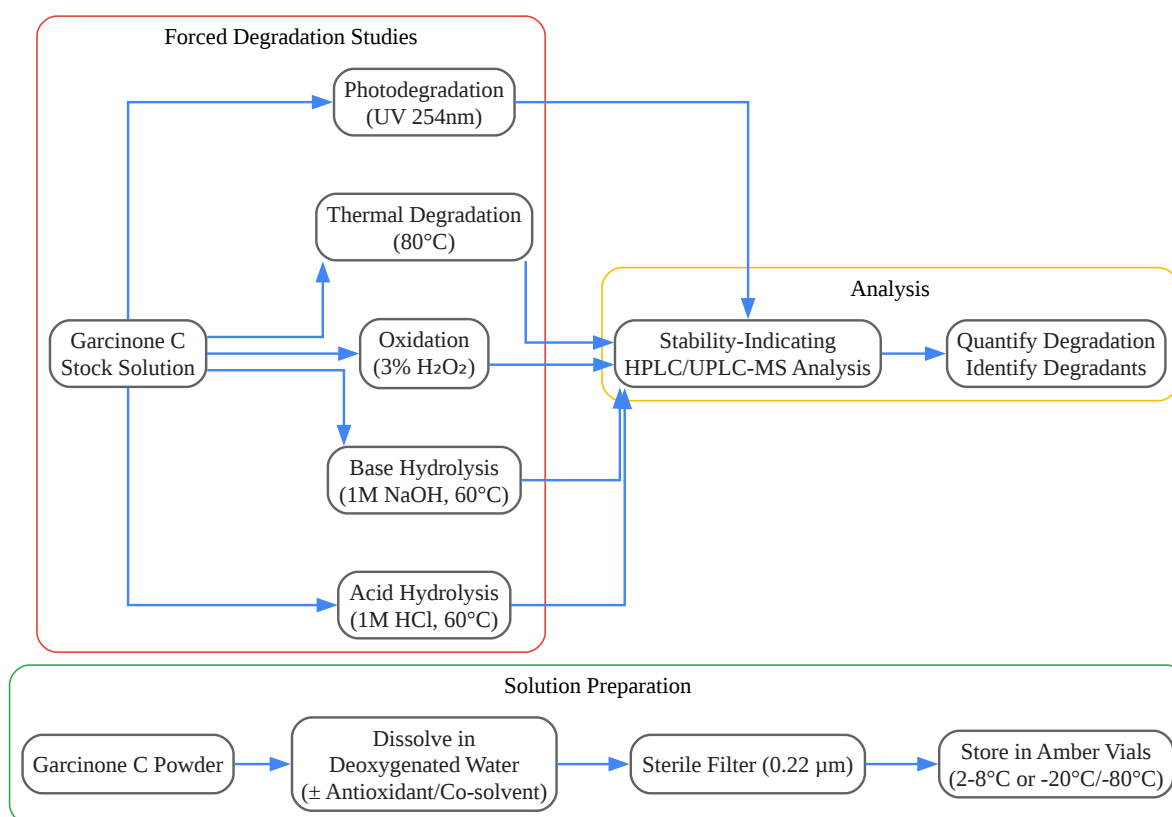 Forced Degradation Studies
Photodegradation
(UV 254nm)
Thermal Degradation
(80°C)
Garcinone C
Stock Solution
Oxidation
(3% H₂O₂)
Base Hydrolysis
(1M NaOH, 60°C)
Acid Hydrolysis
(1M HCl, 60°C)
Analysis
Stability-Indicating
HPLC/UPLC-MS Analysis
Quantify Degradation
Identify Degradants
Solution Preparation
Garcinone C Powder
Dissolve in
Deoxygenated Water
(± Antioxidant/Co-solvent)
Sterile Filter (0.22 µm)
Store in Amber Vials
(2-8°C or -20°C/-80°C)